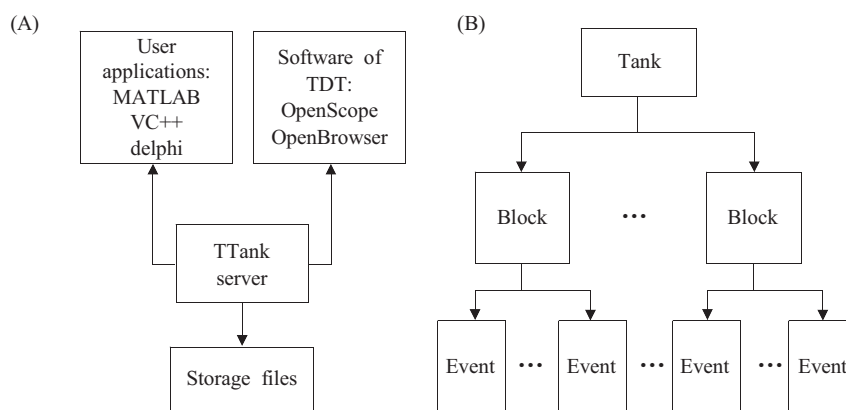 (A)
User
applications:
MATLAB
VC++
delphi
Software of
TDT:
OpenScope
OpenBrowser
TTank
server
Storage files
(B)
Tank
Block
...
Block
Event
...
Event
...
Event
...
Event